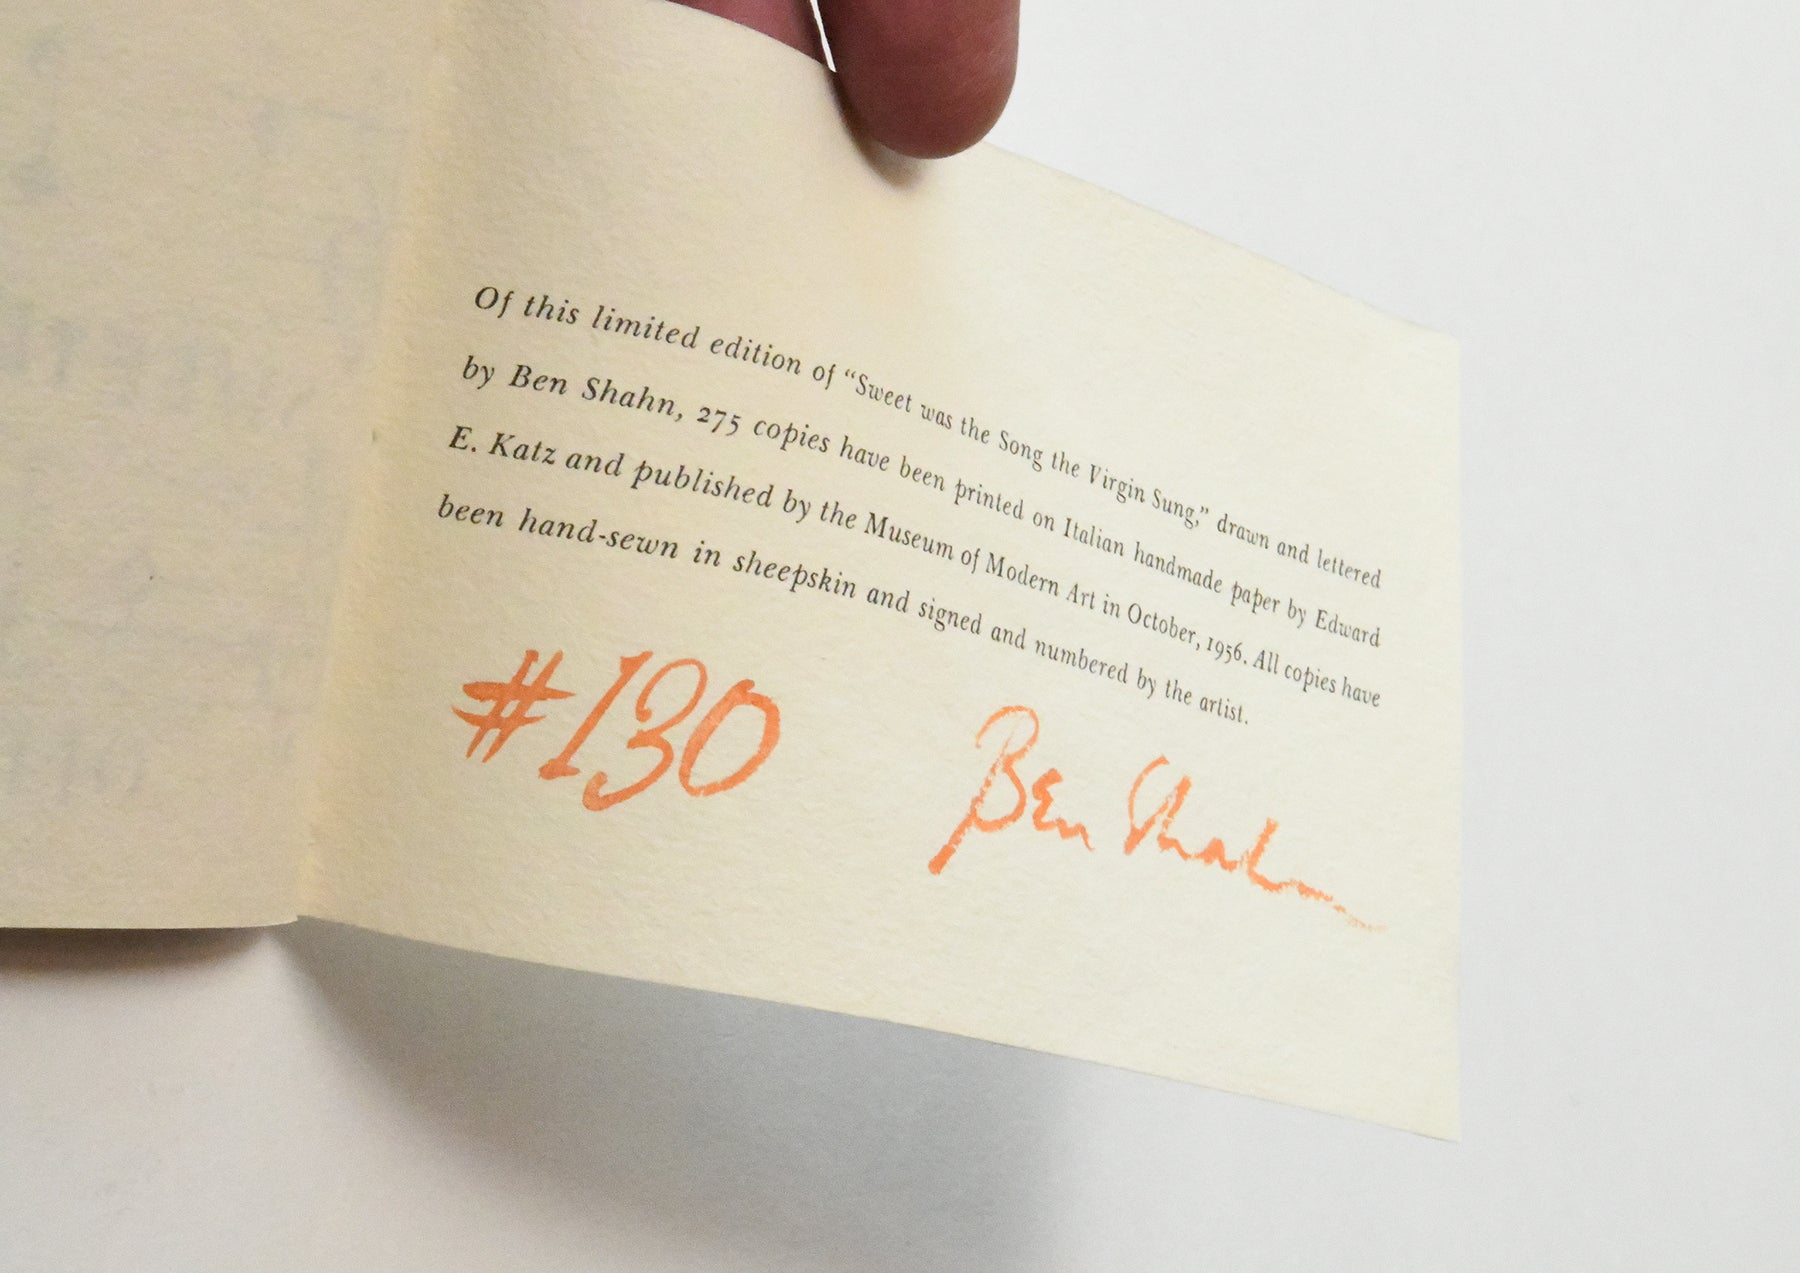 Of this limited edition of “Sweet was the Song the Virgin Sung,” drawn and lettered
by Ben Shahn, 275 copies have been printed on Italian handmade paper by Edward
E. Katz and published by the Museum of Modern Art in October, 1956. All copies have
been hand-sewn in sheepskin and signed and numbered by the artist.
#130
Ben Shahn